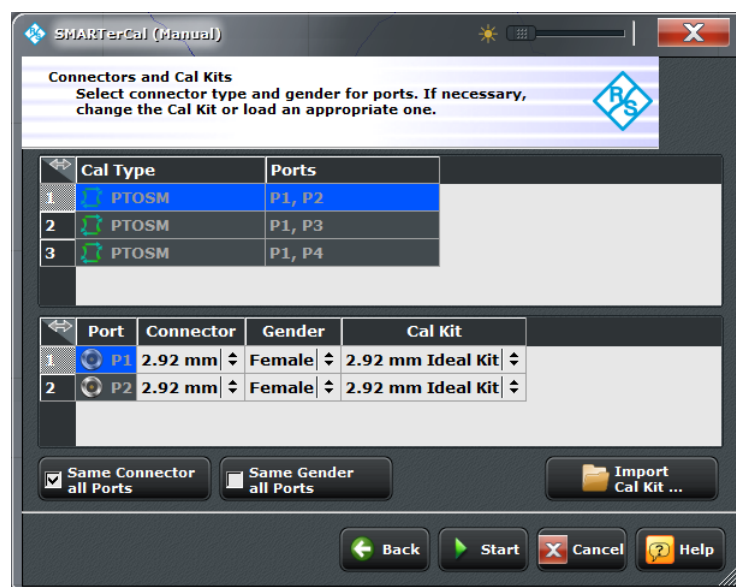 SMARTerCal (Manual)
Connectors and Cal Kits
Select connector type and gender for ports. If necessary,
change the Cal Kit or load an appropriate one.
R/S
Cal Type Ports
1 PTOSM P1, P2
2 PTOSM P1, P3
3 PTOSM P1, P4
Port Connector Gender Cal Kit
1 P1 2.92 mm Female 2.92 mm Ideal Kit
2 P2 2.92 mm Female 2.92 mm Ideal Kit
Same Connector
all Ports
Same Gender
all Ports
Import
Cal Kit ...
Back Start Cancel Help